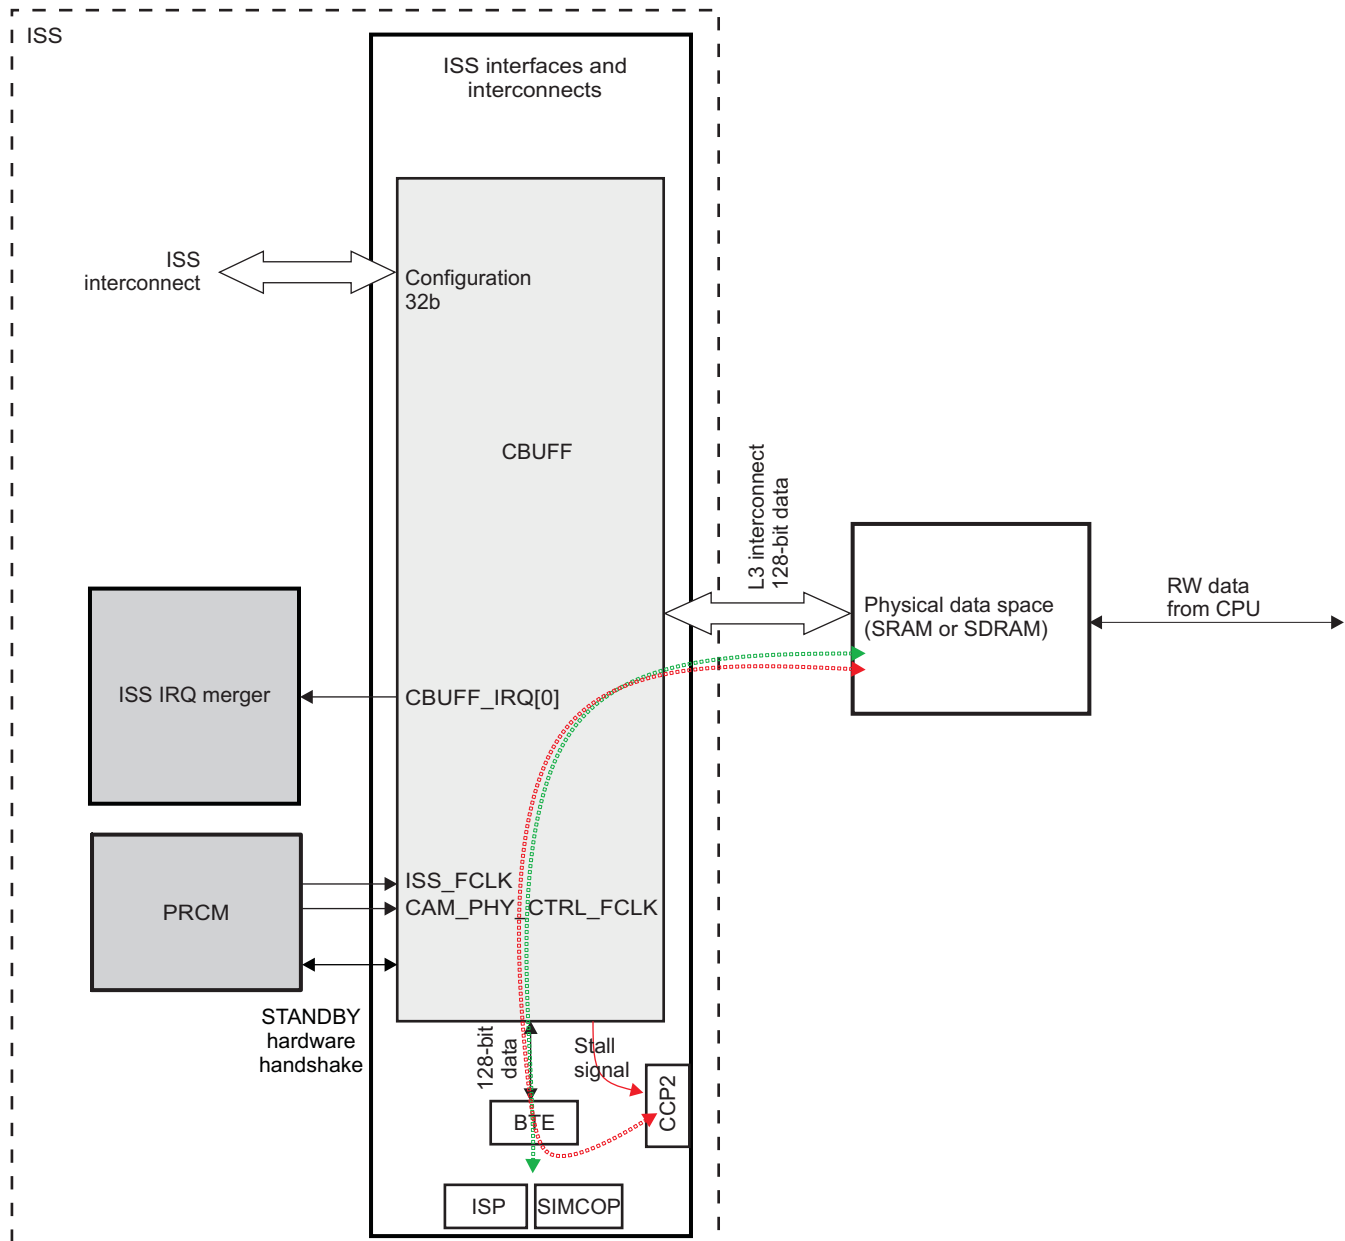 ISS
ISS interfaces and
interconnects
ISS
interconnect
Configuration
32b
CBUFF
L3 interconnect
128-bit data
Physical data space
(SRAM or SDRAM)
RW data
from CPU
ISS IRQ merger
CBUFF_IRQ[0]
PRCM
ISS_FCLK
CAM_PHY_CTRL_FCLK
STANDBY
hardware
handshake
128-bit
data
Stall
signal
BTE
CCP2
ISP
SIMCOP